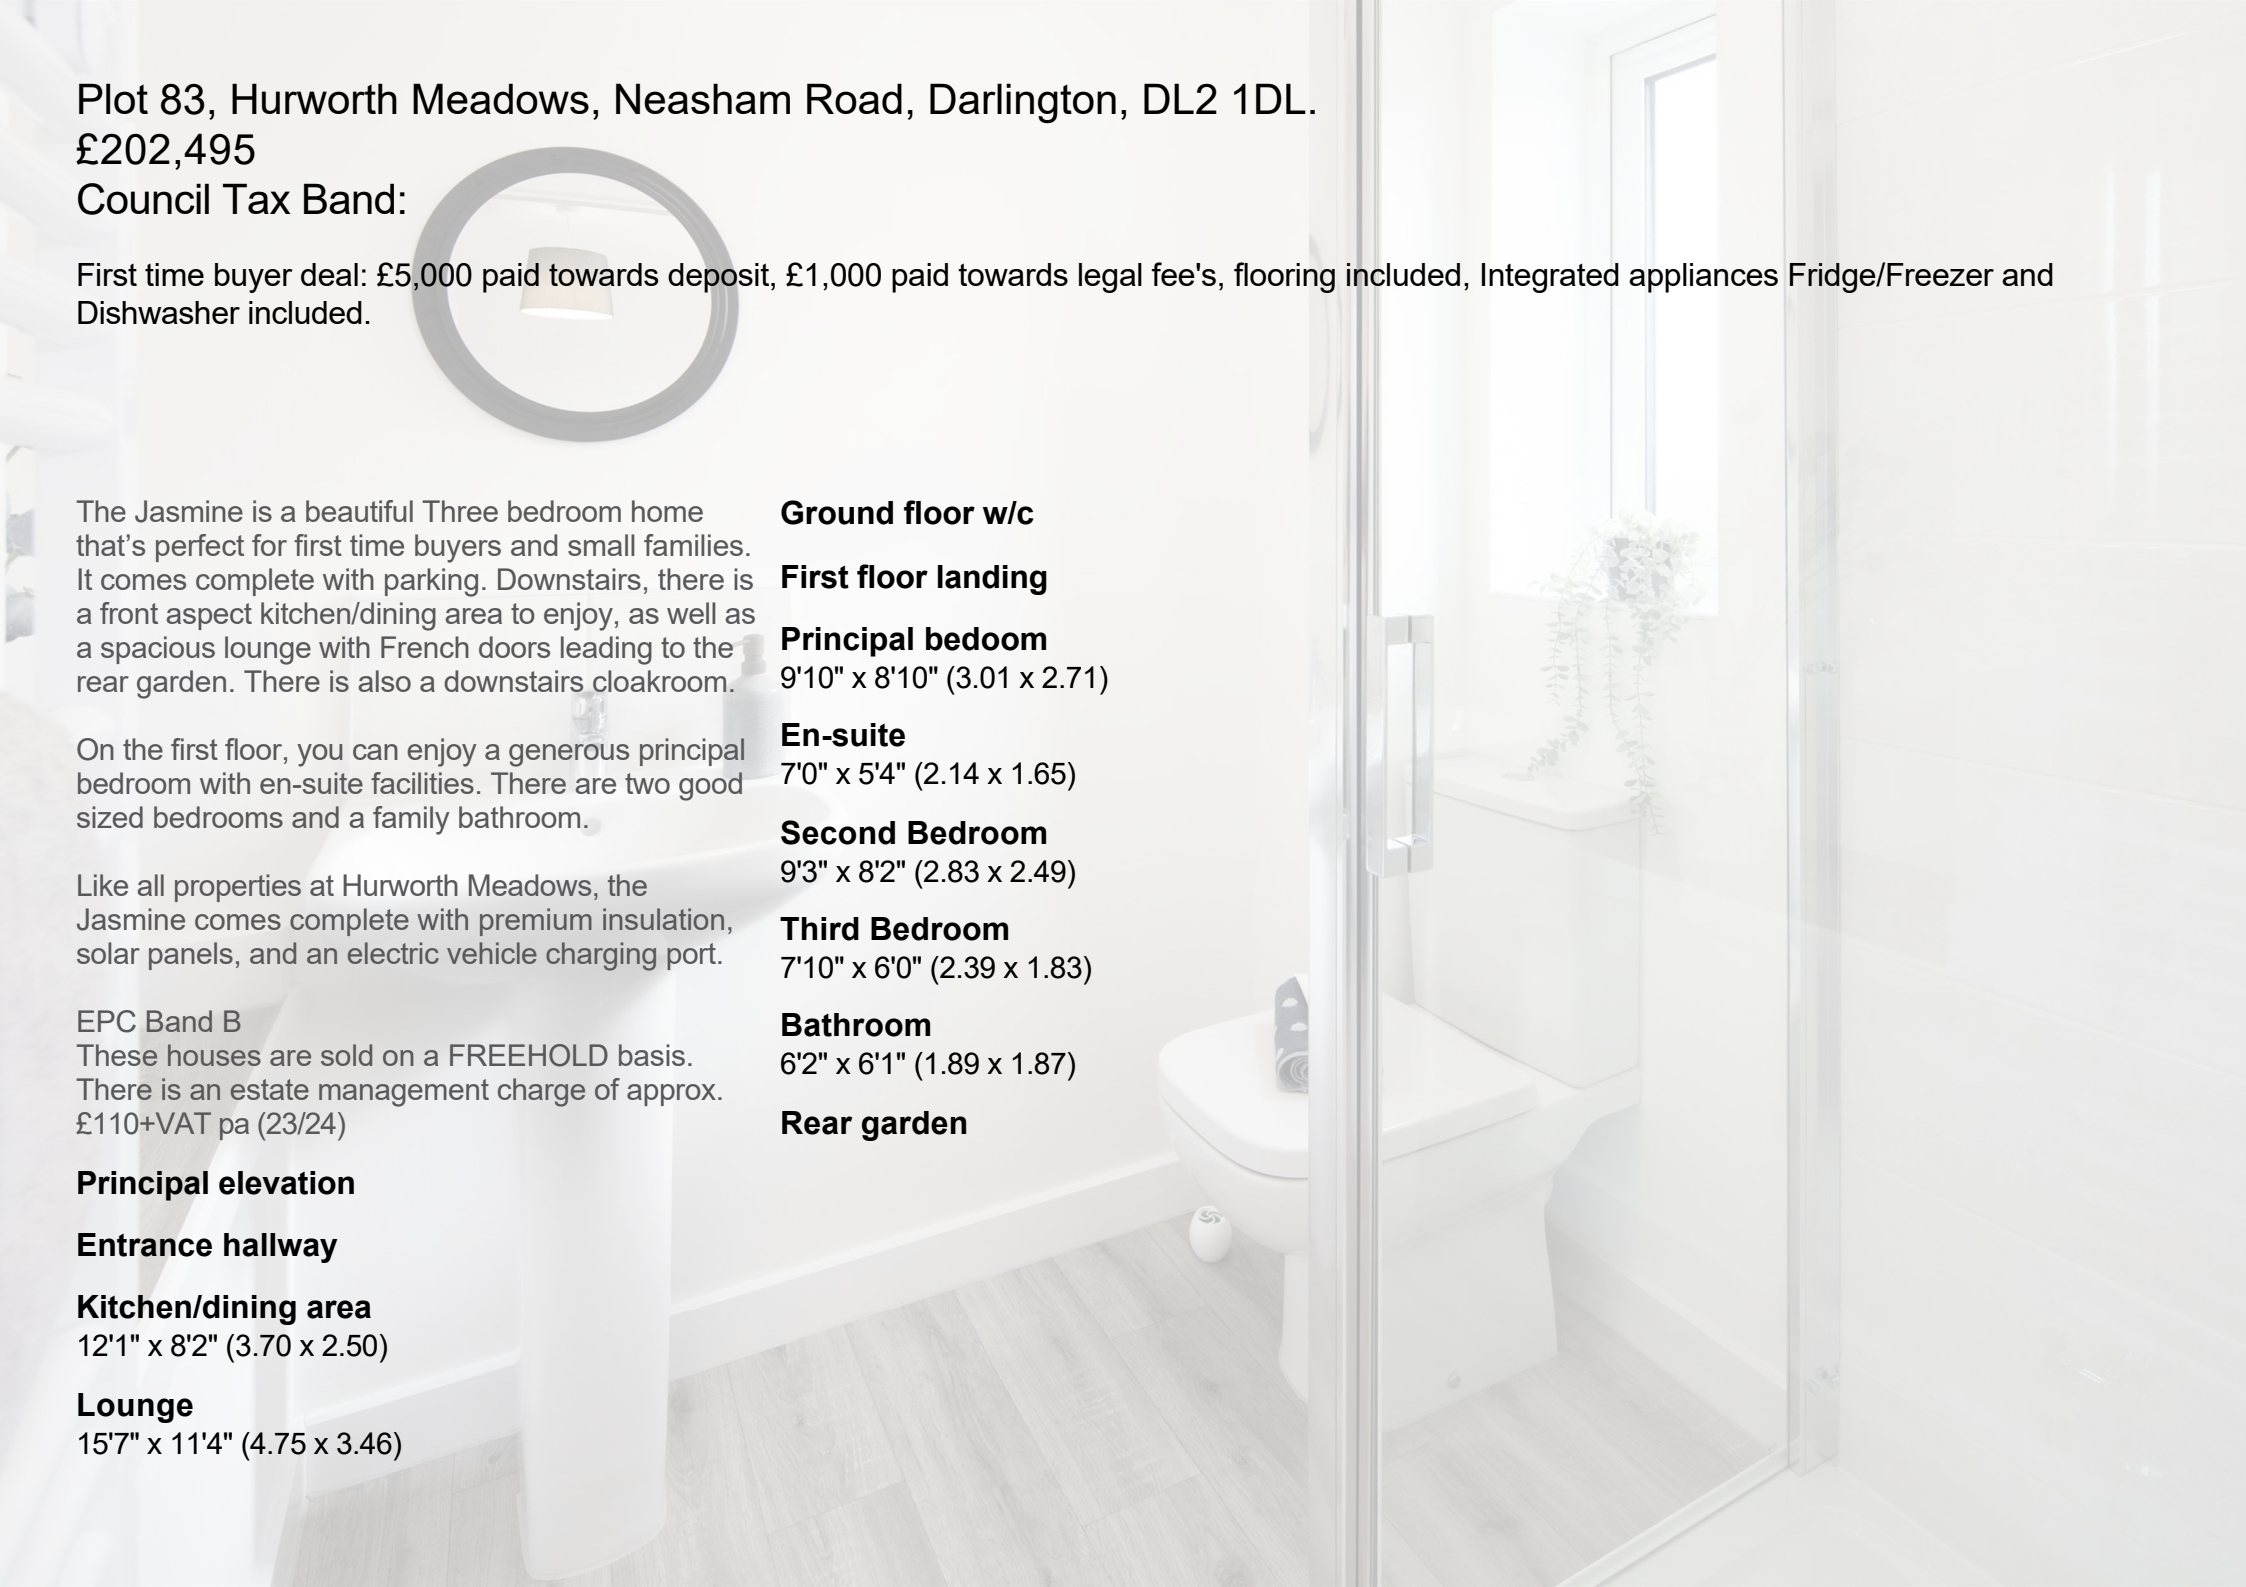 Plot 83, Hurworth Meadows, Neasham Road, Darlington, DL2 1DL.
£202,495
Council Tax Band:
First time buyer deal: £5,000 paid towards deposit, £1,000 paid towards legal fee's, flooring included, Integrated appliances Fridge/Freezer and
Dishwasher included.
The Jasmine is a beautiful Three bedroom home
that’s perfect for first time buyers and small families.
It comes complete with parking. Downstairs, there is
a front aspect kitchen/dining area to enjoy, as well as
a spacious lounge with French doors leading to the
rear garden. There is also a downstairs cloakroom.
On the first floor, you can enjoy a generous principal
bedroom with en-suite facilities. There are two good
sized bedrooms and a family bathroom.
Like all properties at Hurworth Meadows, the
Jasmine comes complete with premium insulation,
solar panels, and an electric vehicle charging port.
EPC Band B
These houses are sold on a FREEHOLD basis.
There is an estate management charge of approx.
£110+VAT pa (23/24)
Principal elevation
Entrance hallway
Kitchen/dining area
12'1" x 8'2" (3.70 x 2.50)
Lounge
15'7" x 11'4" (4.75 x 3.46)
Ground floor w/c
First floor landing
Principal bedoom
9'10" x 8'10" (3.01 x 2.71)
En-suite
7'0" x 5'4" (2.14 x 1.65)
Second Bedroom
9'3" x 8'2" (2.83 x 2.49)
Third Bedroom
7'10" x 6'0" (2.39 x 1.83)
Bathroom
6'2" x 6'1" (1.89 x 1.87)
Rear garden